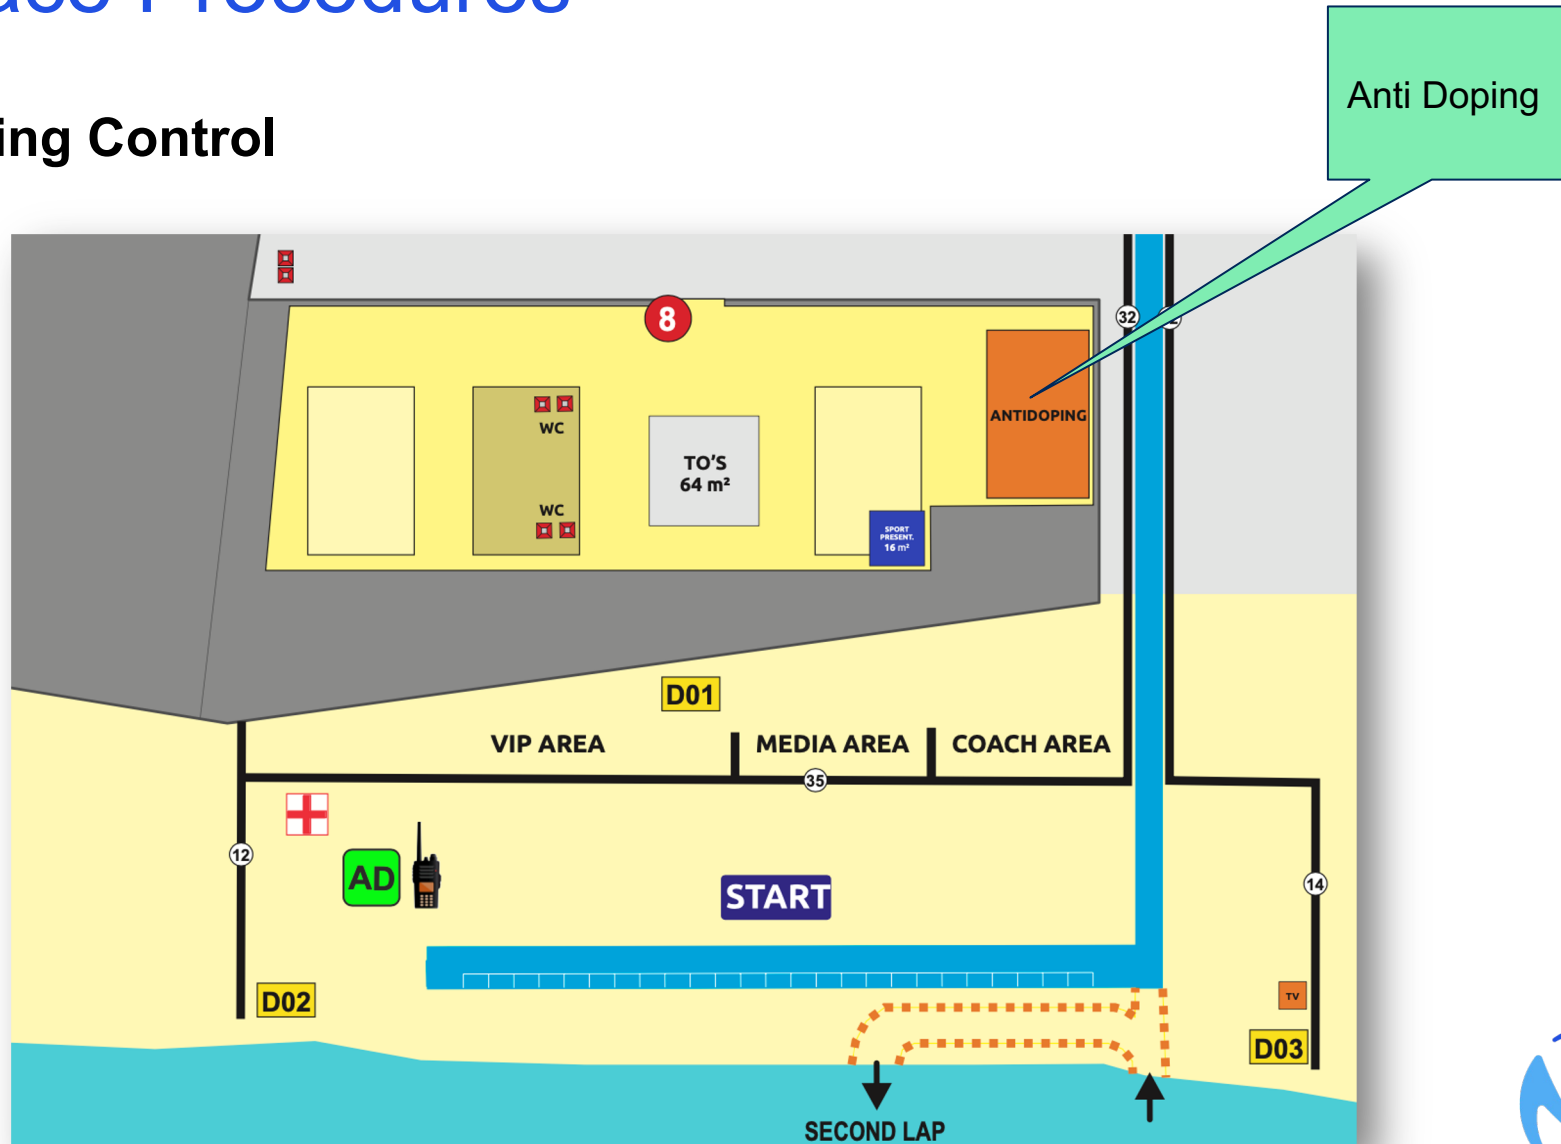 ing Control
Anti Doping
8
32
ANTIDOPING
WC
TO'S
64 m²
WC
SPORT
PRESENT.
16 m²
D01
VIP AREA
MEDIA AREA
COACH AREA
35
12
AD
START
14
D02
TV
D03
SECOND LAP